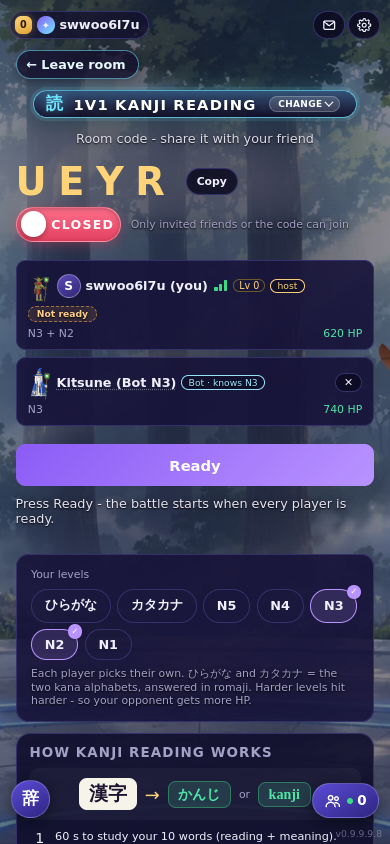 0 swwoo6l7u
← Leave room
読 1V1 KANJI READING CHANGE
Room code - share it with your friend
UEYR Copy
CLOSED Only invited friends or the code can join
S swwoo6l7u (you) Lv 0 host
Not ready
N3 + N2 620 HP
Kitsune (Bot N3) Bot · knows N3 ✕
N3 740 HP
Ready
Press Ready - the battle starts when every player is
ready.
Your levels
ひらがな カタカナ N5 N4 N3
N2 N1
Each player picks their own. ひらがな and カタカナ = the
two kana alphabets, answered in romaji. Harder levels hit
harder - so your opponent gets more HP.
HOW KANJI READING WORKS
漢字 → かんじ or kanji
辞 0
1 60 s to study your 10 words (reading + meaning).
v0.9.9.9.8